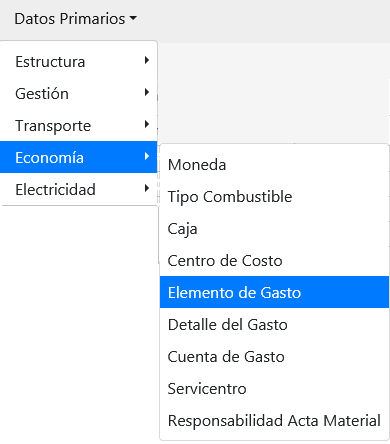 Datos Primarios
Estructura
Gestión
Transporte
Economía
Electricidad
Moneda
Tipo Combustible
Caja
Centro de Costo
Elemento de Gasto
Detalle del Gasto
Cuenta de Gasto
Servicentro
Responsabilidad Acta Material